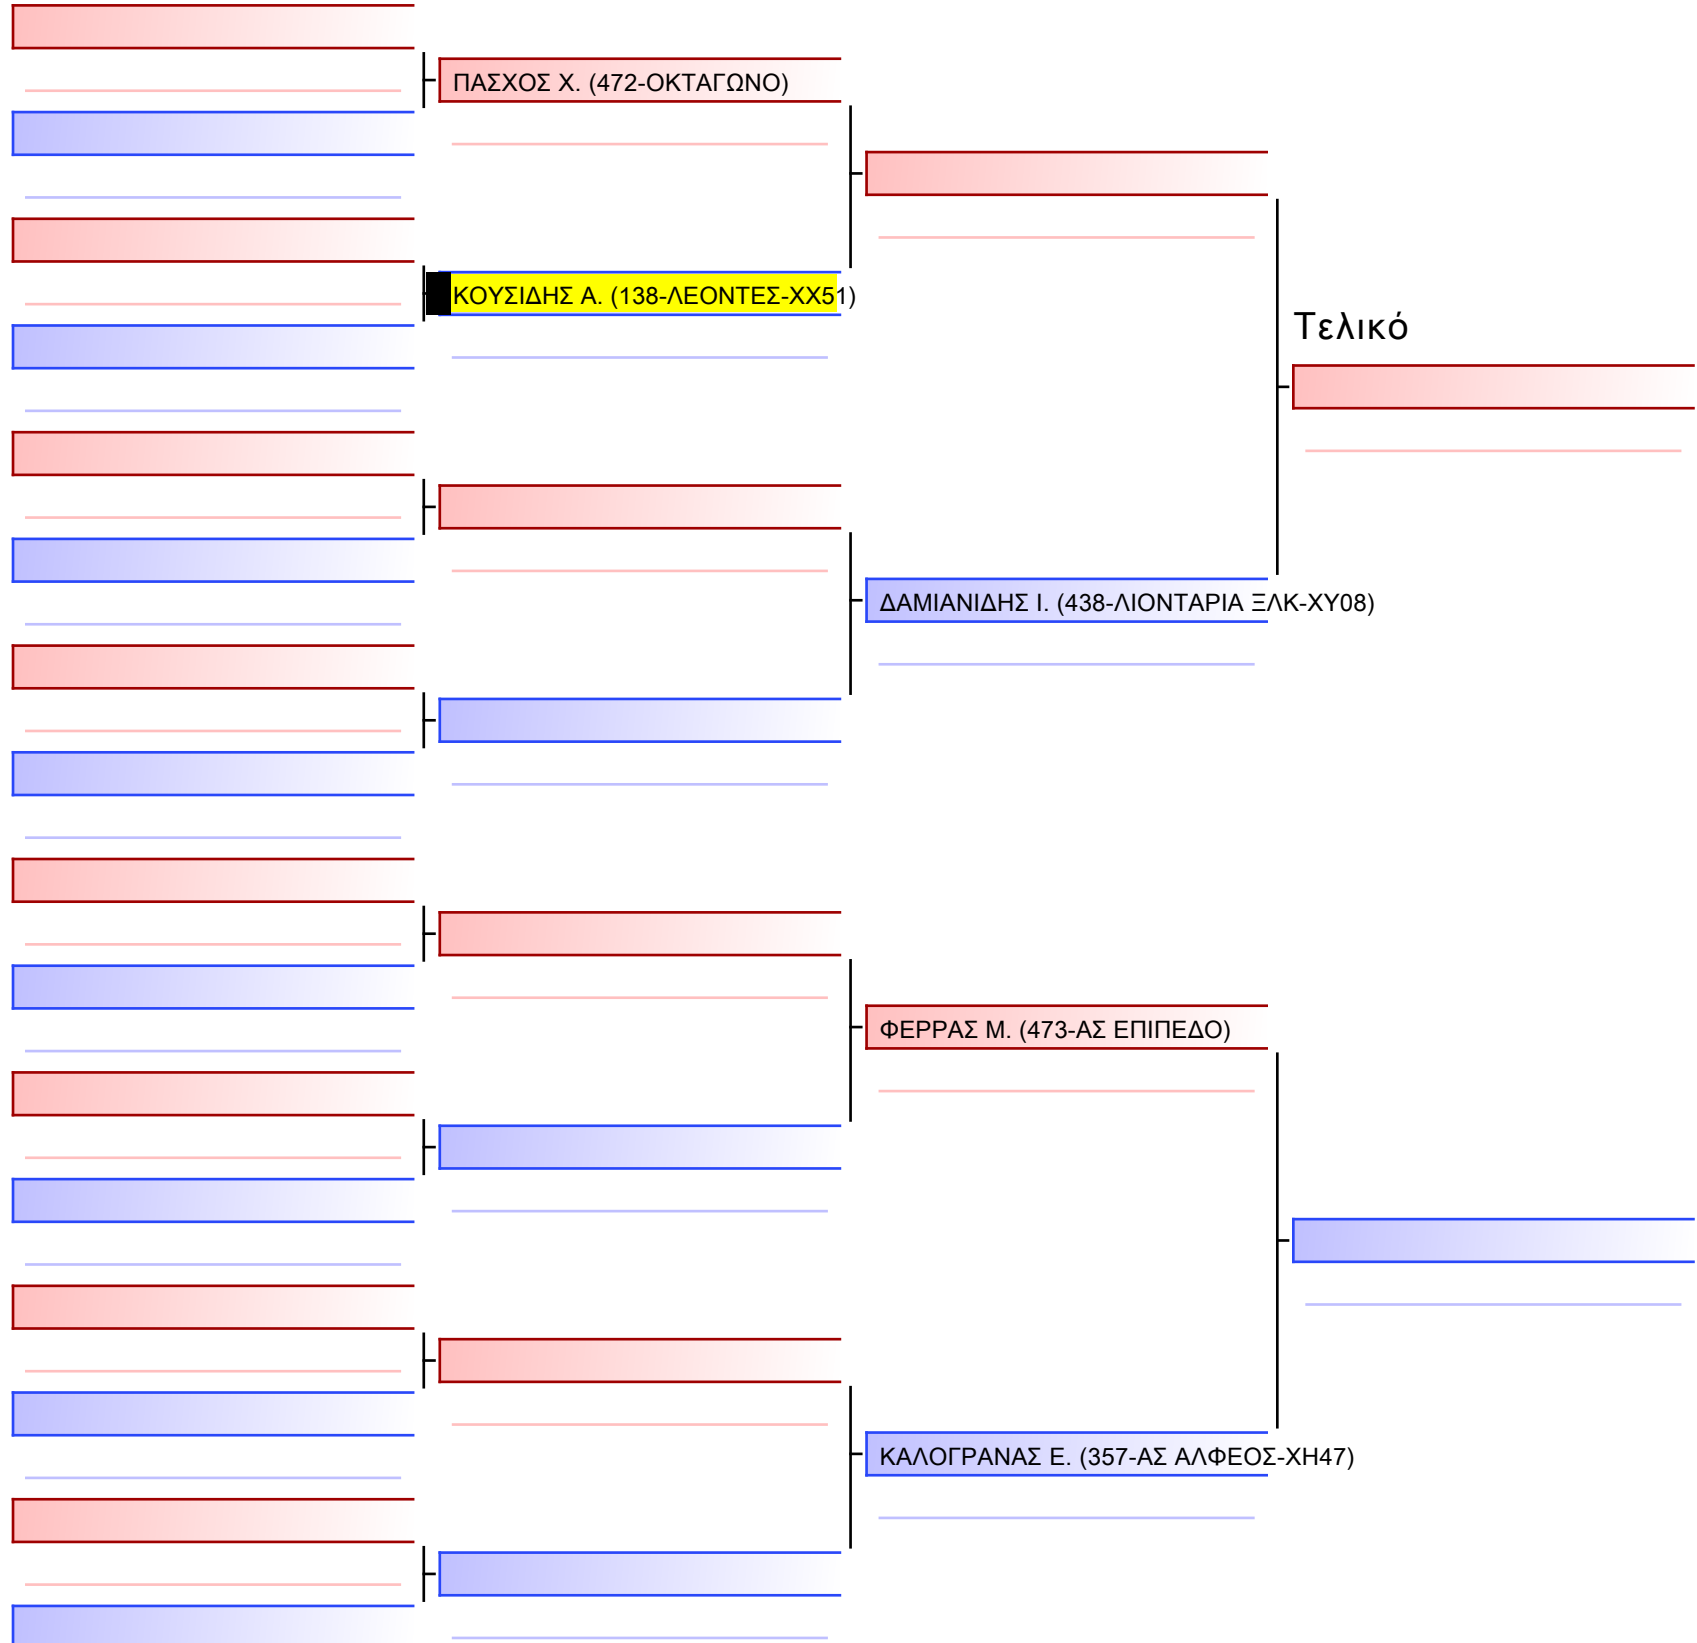 ΠΑΣΧΟΣ Χ. (472-ΟΚΤΑΓΩΝΟ)
ΚΟΥΣΙΔΗΣ Α. (138-ΛΕΟΝΤΕΣ-ΧΧ51)
Τελικό
ΔΑΜΙΑΝΙΔΗΣ Ι. (438-ΛΙΟΝΤΑΡΙΑ ΞΛΚ-ΧΥ08)
ΦΕΡΡΑΣ Μ. (473-ΑΣ ΕΠΙΠΕΔΟ)
ΚΑΛΟΓΡΑΝΑΣ Ε. (357-ΑΣ ΑΛΦΕΟΣ-ΧΗ47)